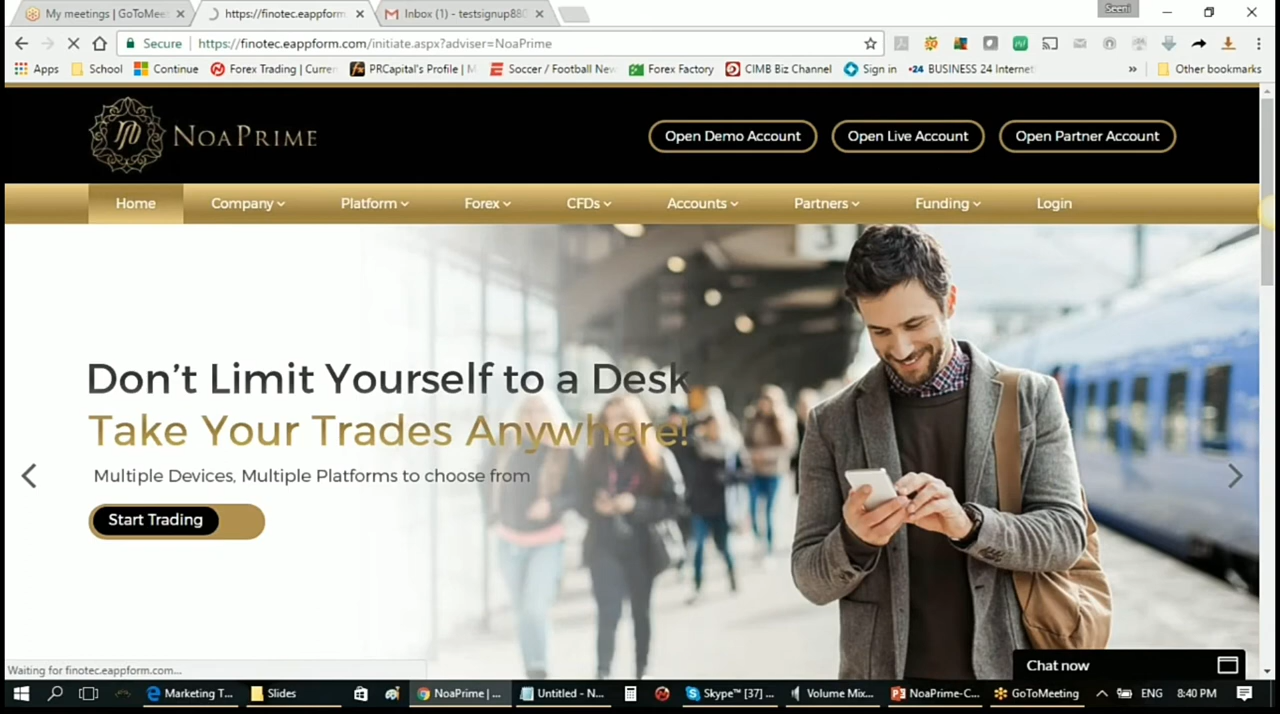 Seeni
My meetings | GoToMee
https://finotec.eappform
Inbox (1) - testsignup880
Secure
https://finotec.eappform.com/initiate.aspx?adviser=NoaPrime
Apps
School
Continue
Forex Trading | Curren
PRCapital's Profile | M
Soccer / Football New
Forex Factory
CIMB Biz Channel
Sign in
BUSINESS 24 Internet
»
Other bookmarks
NOAPRIME
Open Demo Account
Open Live Account
Open Partner Account
Home
Company
Platform
Forex
CFDs
Accounts
Partners
Funding
Login
3
Don't Limit Yourself to a Desk
Take Your Trades Anywhere!
Multiple Devices, Multiple Platforms to choose from
Start Trading
Chat now
Waiting for finotec.eappform.com...
Marketing T...
Slides
NoaPrime | ...
Untitled - N...
Skype™ [37] ...
Volume Mix...
NoaPrime-C...
GoToMeeting
ENG
8:40 PM